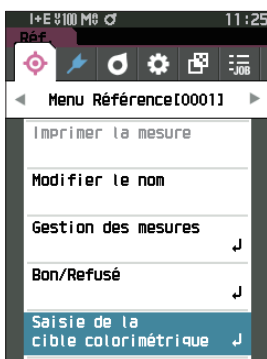 I+E 100 M0 11:25
Réf.
-JOB
Menu Référence[0001]
Imprimer la mesure
Modifier le nom
Gestion des mesures
Bon/Refusé
Saisie de la
cible colorimétrique